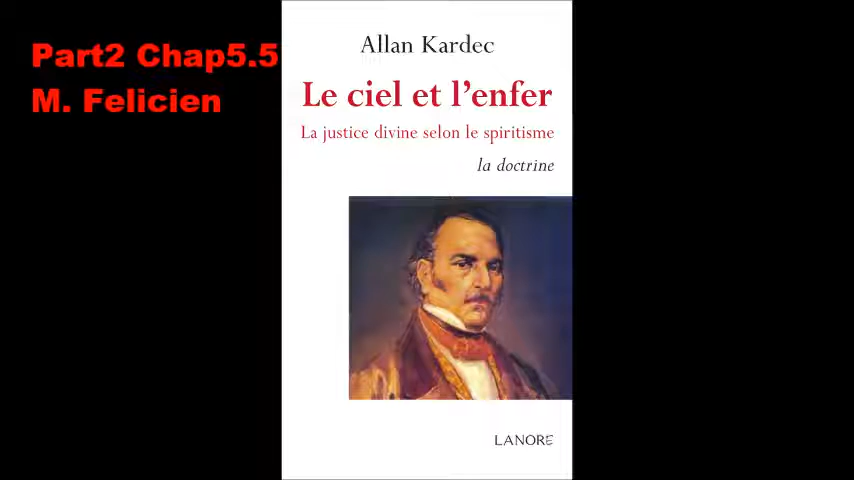 Part2 Chap5.5
M. Felicien
Allan Kardec
Le ciel et l'enfer
La justice divine selon le spiritisme
la doctrine
LANORE